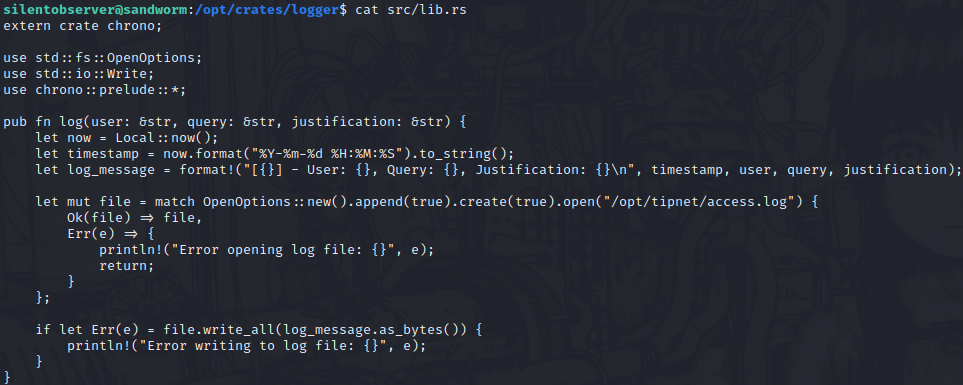 silentobserver@sandworm:/opt/crates/logger$ cat src/lib.rs
extern crate chrono;

use std::fs::OpenOptions;
use std::io::Write;
use chrono::prelude::*;

pub fn log(user: &str, query: &str, justification: &str) {
    let now = Local::now();
    let timestamp = now.format("%Y-%m-%d %H:%M:%S").to_string();
    let log_message = format!("[{}] - User: {}, Query: {}, Justification: {}\n", timestamp, user, query, justification);

    let mut file = match OpenOptions::new().append(true).create(true).open("/opt/tipnet/access.log") {
        Ok(file) => file,
        Err(e) => {
            println!("Error opening log file: {}", e);
            return;
        }
    };

    if let Err(e) = file.write_all(log_message.as_bytes()) {
        println!("Error writing to log file: {}", e);
    }
}